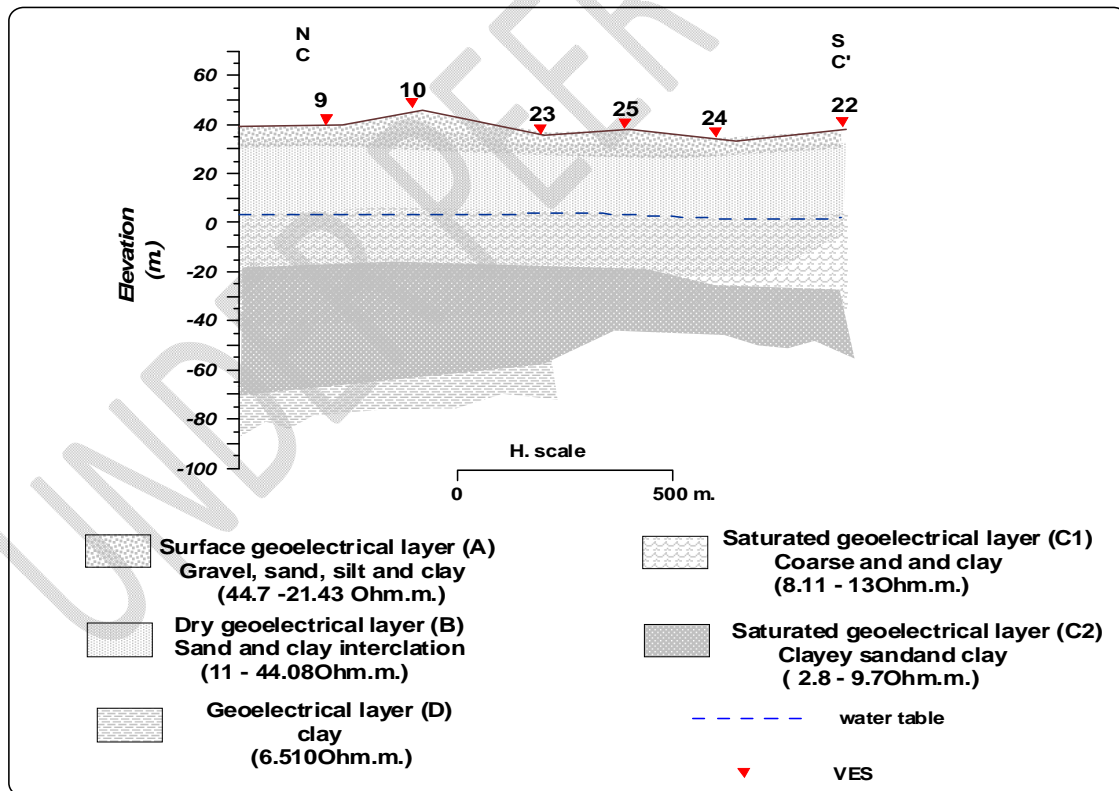 N
C
S
C'
60
40
20
0
-20
-40
-60
-80
-100
Elevation
(m.)
9
10
23
25
24
22
H. scale
0
500 m.
Surface geoelectrical layer (A)
Gravel, sand, silt and clay
(44.7 -21.43 Ohm.m.)
Dry geoelectrical layer (B)
Sand and clay interclation
(11 - 44.08Ohm.m.)
Geoelectrical layer (D)
clay
(6.510Ohm.m.)
Saturated geoelectrical layer (C1)
Coarse and and clay
(8.11 - 13Ohm.m.)
Saturated geoelectrical layer (C2)
Clayey sandand clay
( 2.8 - 9.7Ohm.m.)
water table
VES
UNDER PEER